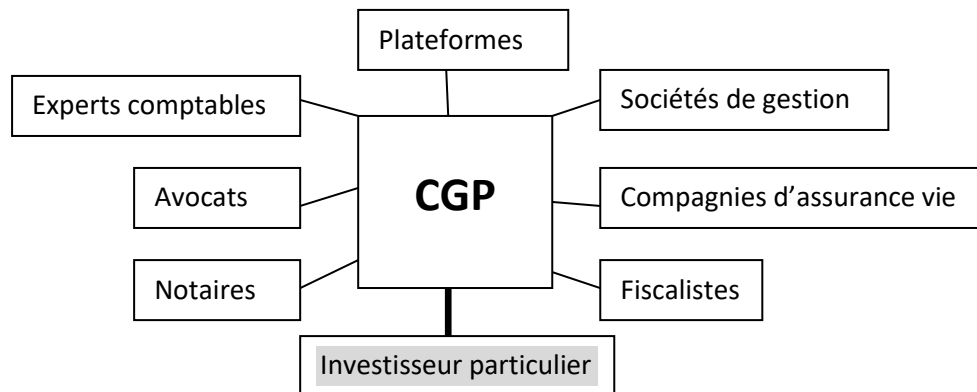 Plateformes
Experts comptables
Sociétés de gestion
CGP
Avocats
Compagnies d’assurance vie
Notaires
Fiscalistes
Investisseur particulier